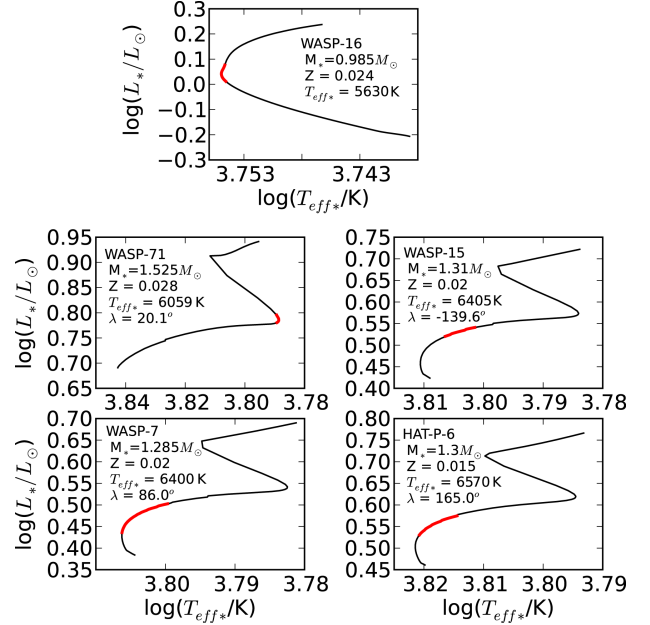 0.3
0.2
0.1
0.0
−0.1
−0.2
−0.3
log(L*/L⊙)
WASP-16
M*=0.985M⊙
Z = 0.024
Teff* = 5630K
3.753 3.743
log(Teff*/K)
0.95
0.90
0.85
0.80
0.75
0.70
0.65
log(L*/L⊙)
WASP-71
M*=1.525M⊙
Z = 0.028
Teff* = 6059K
λ = 20.1°
3.84 3.82 3.80 3.78
0.75
0.70
0.65
0.60
0.55
0.50
0.45
0.40
WASP-15
M*=1.31M⊙
Z = 0.02
Teff* = 6405K
λ = -139.6°
3.81 3.80 3.79 3.78
0.70
0.65
0.60
0.55
0.50
0.45
0.40
0.35
log(L*/L⊙)
WASP-7
M*=1.285M⊙
Z = 0.02
Teff* = 6400K
λ = 86.0°
3.80 3.79 3.78
log(Teff*/K)
0.80
0.75
0.70
0.65
0.60
0.55
0.50
0.45
HAT-P-6
M*=1.3M⊙
Z = 0.015
Teff* = 6570K
λ = 165.0°
3.82 3.81 3.80 3.79
log(Teff*/K)